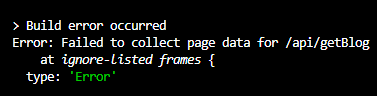 > Build error occurred
Error: Failed to collect page data for /api/getBlog
    at ignore-listed frames {
  type: 'Error'